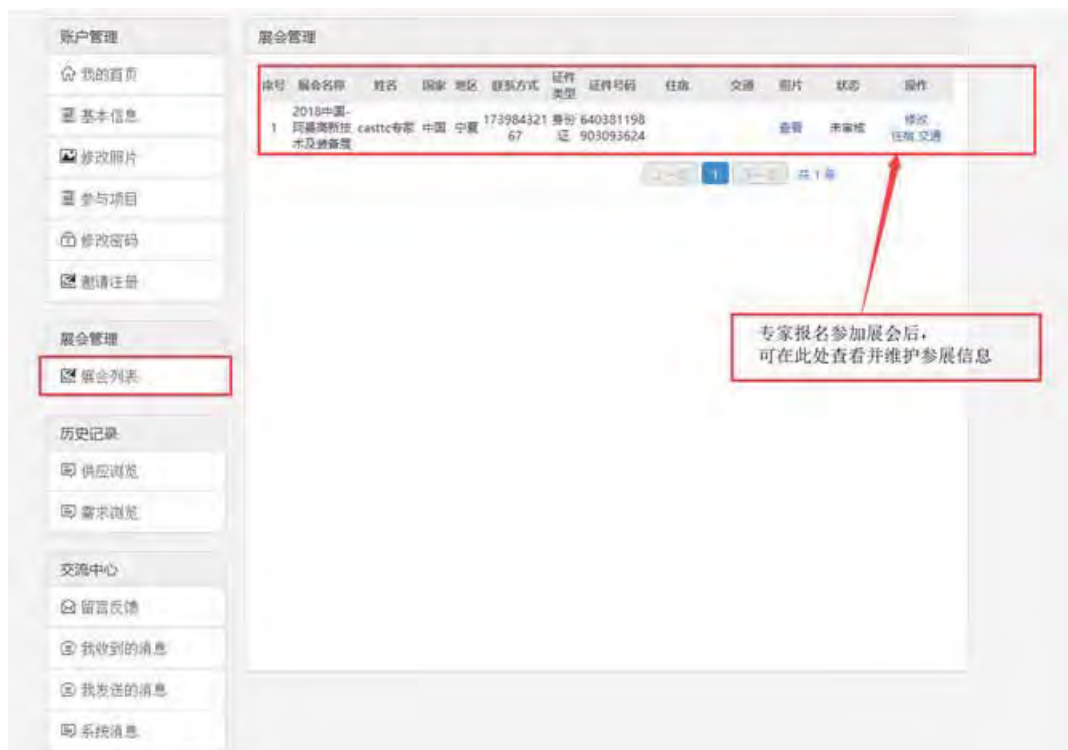 账户管理
我的首页
基本信息
修改照片
参与项目
修改密码
邀请注册
展会管理
展会列表
历史记录
供应浏览
需求浏览
交流中心
留言反馈
我收到的消息
我发送的消息
系统消息
展会管理
序号 展会名称 姓名 国家 地区 联系方式 证件类型 证件号码 住宿 交通 照片 状态 操作
1 2018中国-阿盟高新技术及装备展 casttc专家 中国 宁夏 17398432167 身份证 640381198903093624 查看 未审核 修改 住宿 交通
上一页 1 下一页 共 1 条
专家报名参加展会后，
可在此处查看并维护参展信息